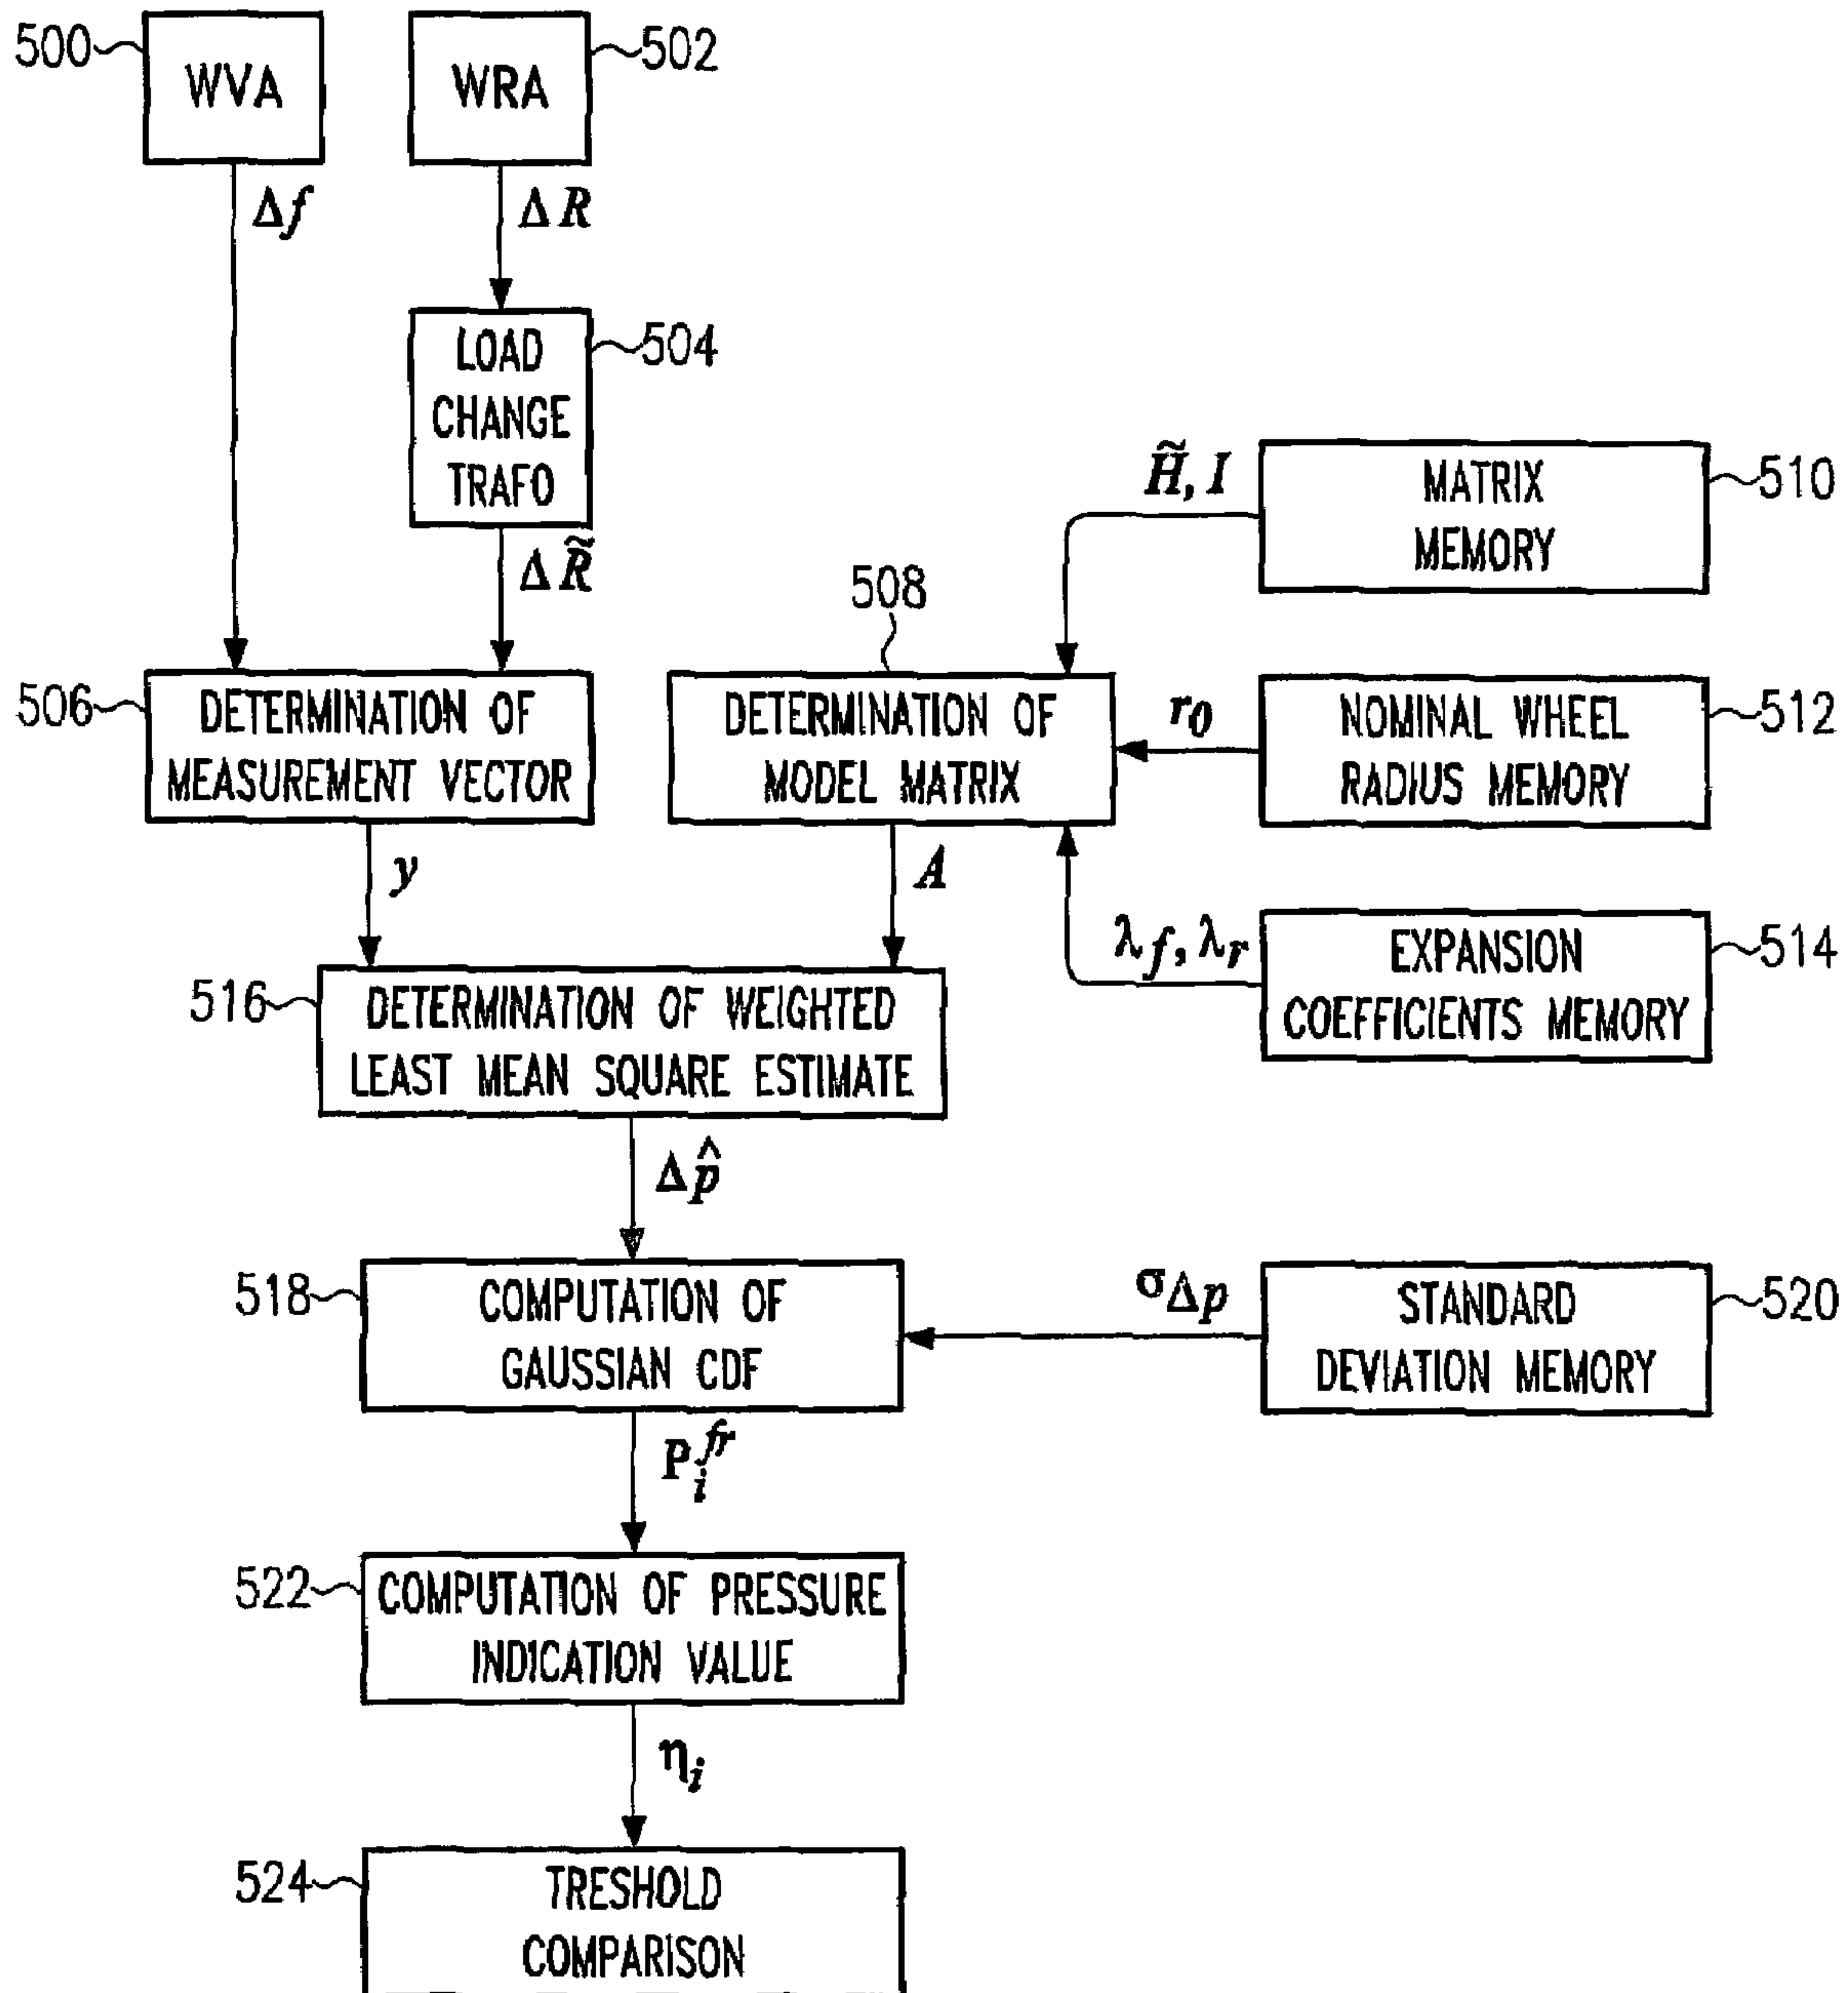 500
WVA
WRA
502
Δf
ΔR
LOAD
CHANGE
TRAFO
504
ΔR̃
H̃, I
MATRIX
MEMORY
510
508
506
DETERMINATION OF
MEASUREMENT VECTOR
DETERMINATION OF
MODEL MATRIX
r0
NOMINAL WHEEL
RADIUS MEMORY
512
y
A
λf, λr
EXPANSION
COEFFICIENTS MEMORY
514
516
DETERMINATION OF WEIGHTED
LEAST MEAN SQUARE ESTIMATE
Δp̂
518
COMPUTATION OF
GAUSSIAN CDF
σΔp
STANDARD
DEVIATION MEMORY
520
Pi^fr
522
COMPUTATION OF PRESSURE
INDICATION VALUE
ηi
524
TRESHOLD
COMPARISON